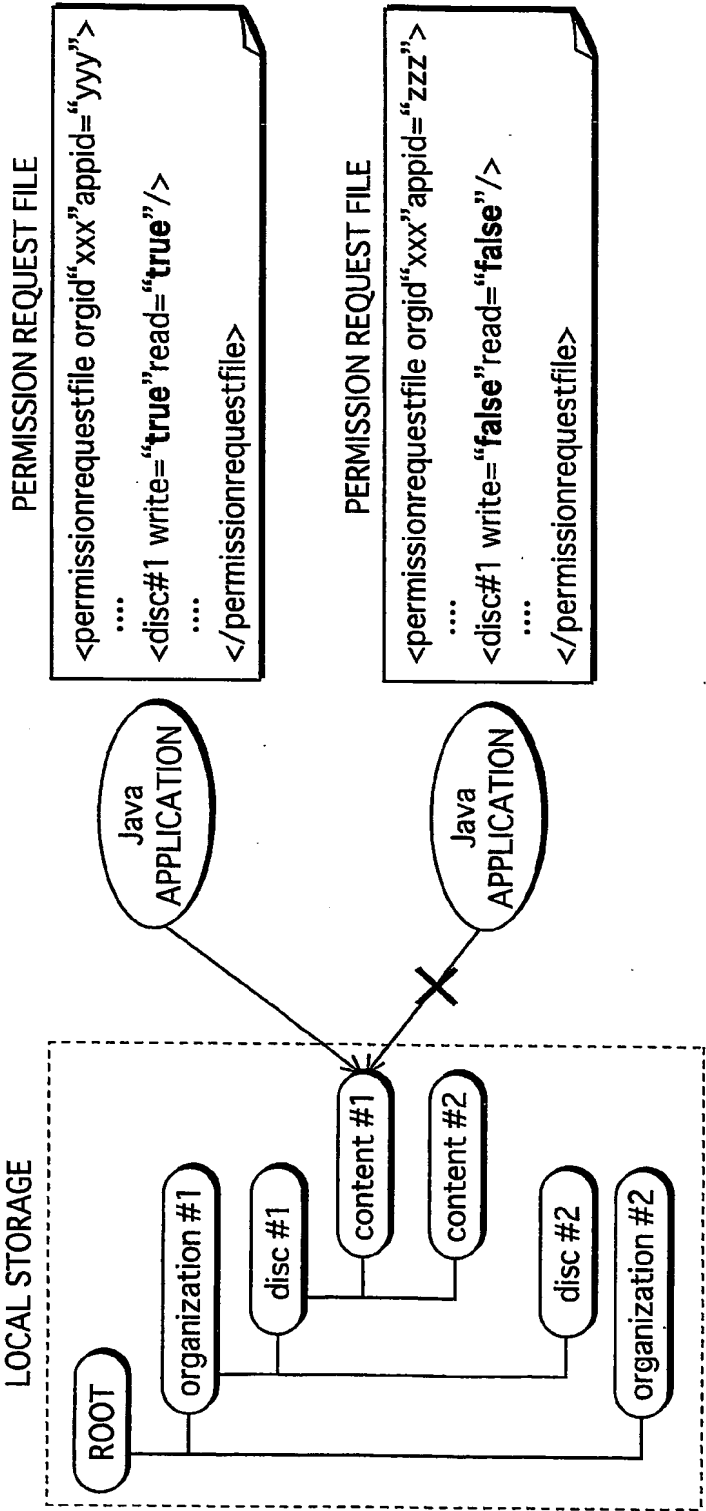 LOCAL STORAGE
ROOT
organization #1
disc #1
content #1
content #2
disc #2
organization #2
Java
APPLICATION
Java
APPLICATION
PERMISSION REQUEST FILE
<permissionrequestfile orgid“xxx”appid=“yyy”>
....
<disc#1 write=“true”read=“true”/>
....
</permissionrequestfile>
PERMISSION REQUEST FILE
<permissionrequestfile orgid“xxx”appid=“zzz”>
....
<disc#1 write=“false”read=“false”/>
....
</permissionrequestfile>